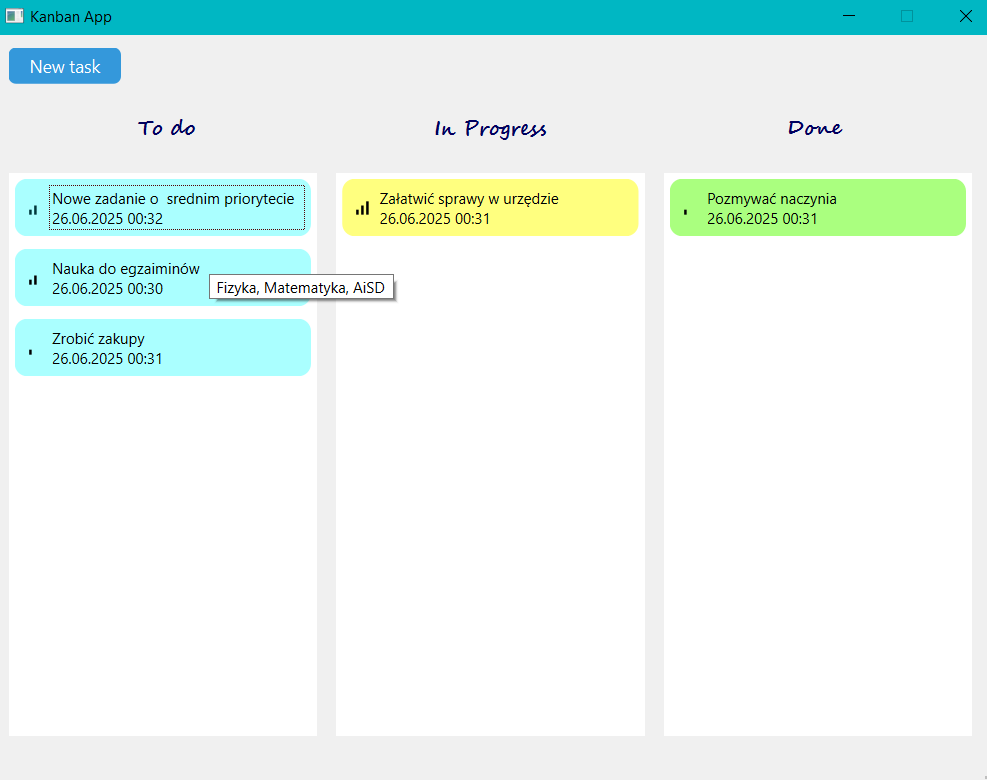 Kanban App
New task
To do
In Progress
Done
Nowe zadanie o  srednim priorytecie
26.06.2025 00:32
Nauka do egzaiminów
26.06.2025 00:30
Fizyka, Matematyka, AiSD
Zrobić zakupy
26.06.2025 00:31
Załatwić sprawy w urzędzie
26.06.2025 00:31
Pozmywać naczynia
26.06.2025 00:31